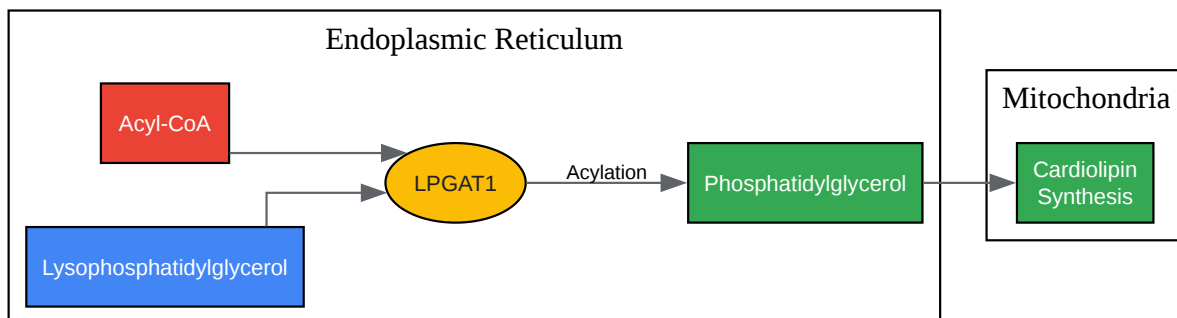 Endoplasmic Reticulum
Mitochondria
Acyl-CoA
LPGAT1
Acylation
Phosphatidylglycerol
Cardiolipin
Synthesis
Lysophosphatidylglycerol